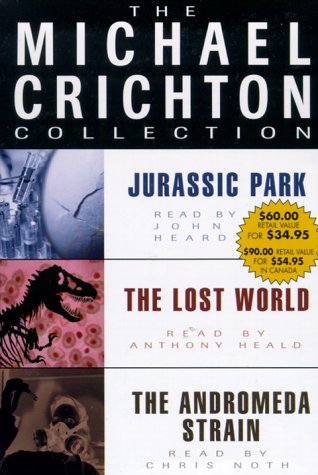 THE
MICHAEL
CRICHTON
COLLECTION
JURASSIC PARK
READ BY
JOHN
HEARD
$60.00
RETAIL VALUE
FOR $34.95
$90.00 RETAIL VALUE
FOR $54.95
IN CANADA
THE LOST WORLD
READ BY
ANTHONY HEALD
THE ANDROMEDA
STRAIN
READ BY
CHRIS NOTH